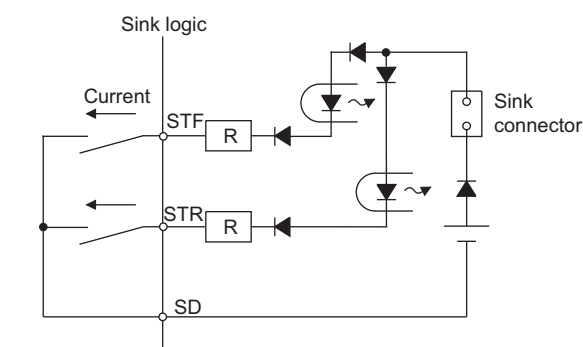 Sink logic
Current
STF
R
Sink
connector
STR
R
SD